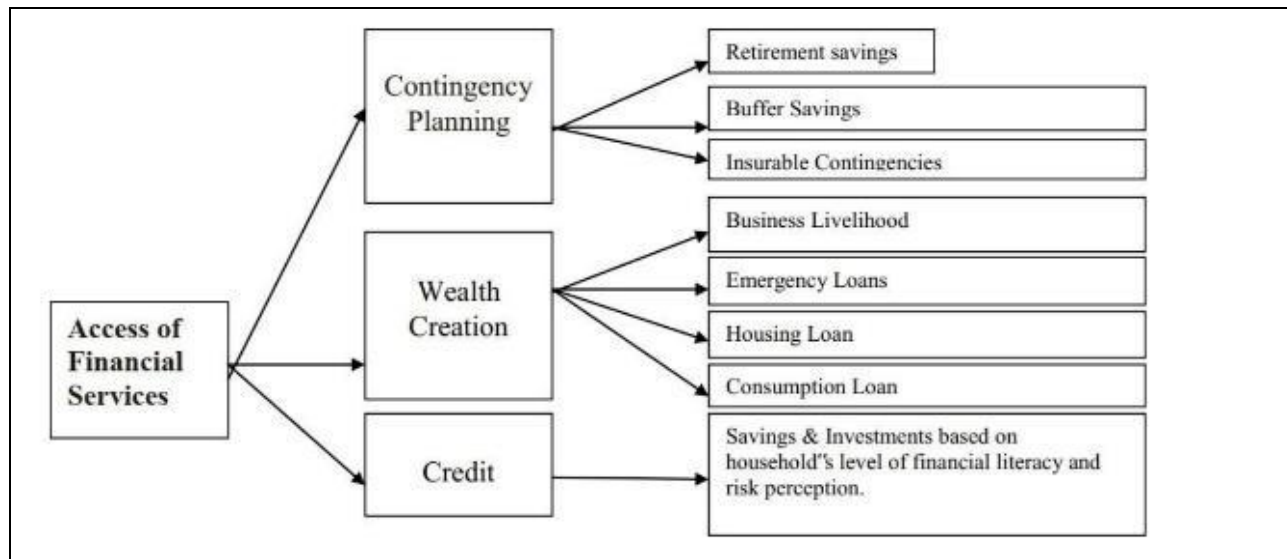 Access of
Financial
Services
Contingency
Planning
Wealth
Creation
Credit
Retirement savings
Buffer Savings
Insurable Contingencies
Business Livelihood
Emergency Loans
Housing Loan
Consumption Loan
Savings & Investments based on
household‟s level of financial literacy and
risk perception.